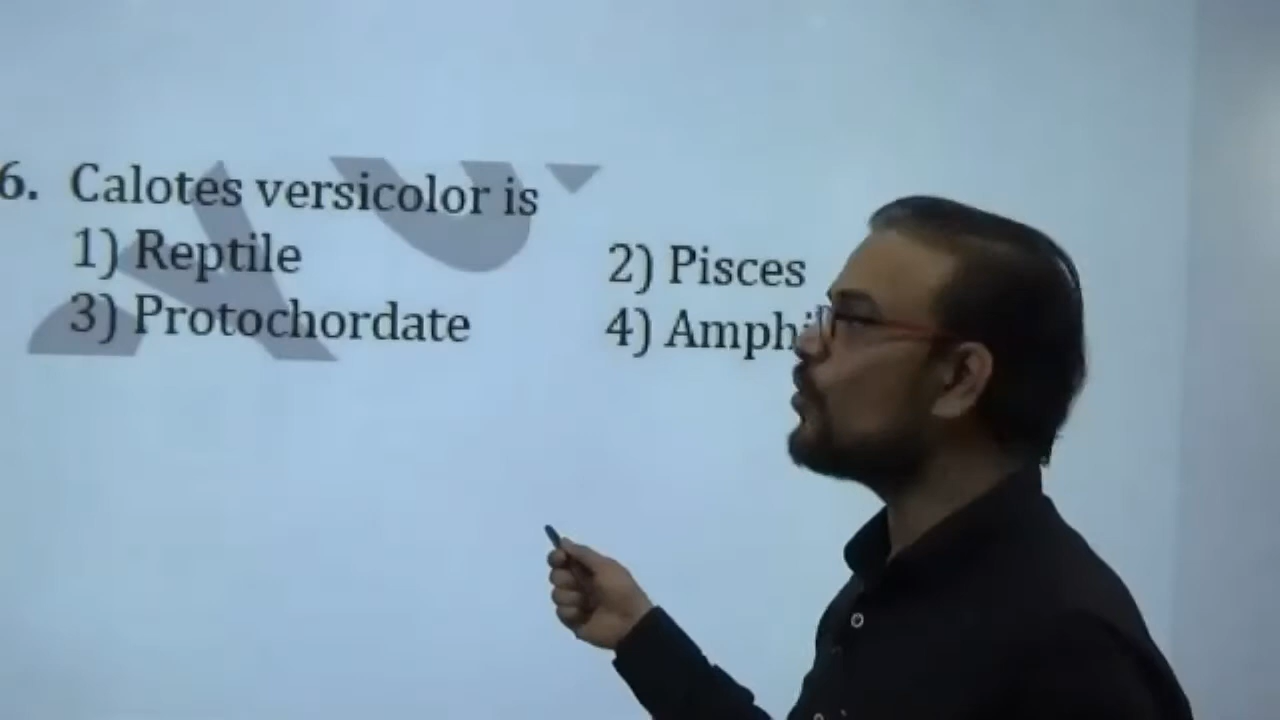 6. Calotes versicolor is
1) Reptile 2) Pisces
3) Protochordate 4)